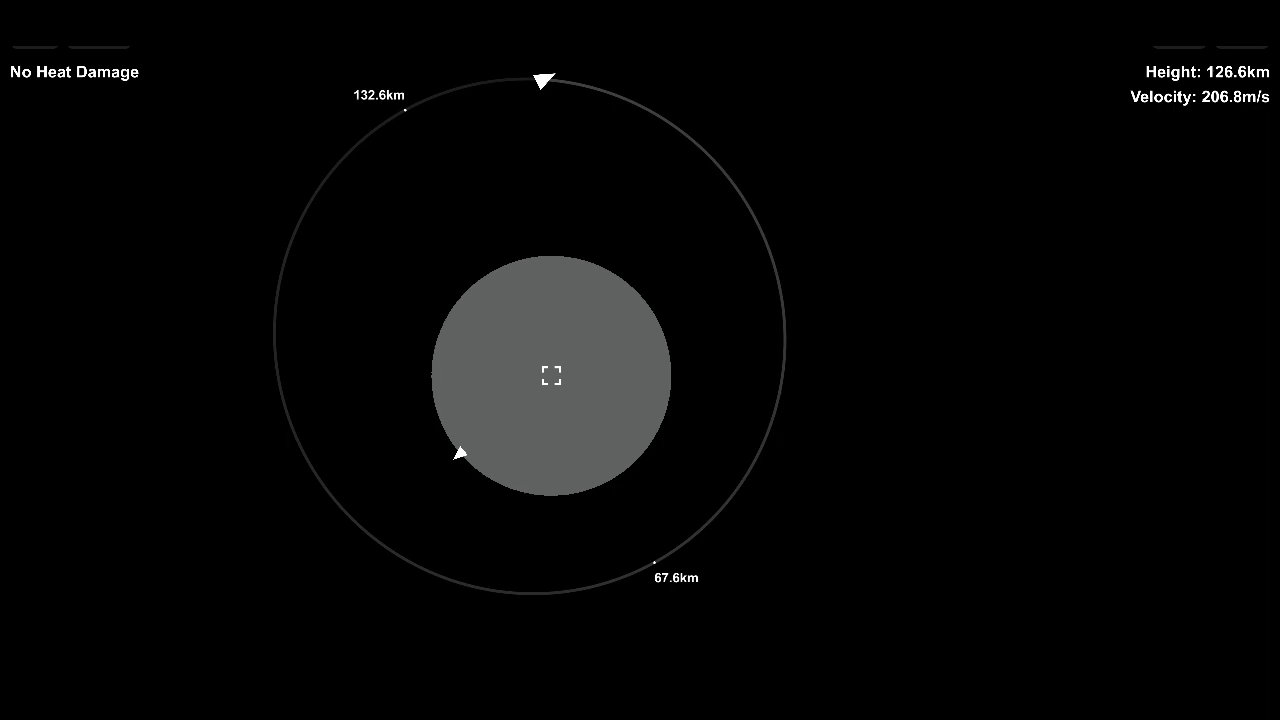 No Heat Damage
Height: 126.6km
Velocity: 206.8m/s
132.6km
67.6km